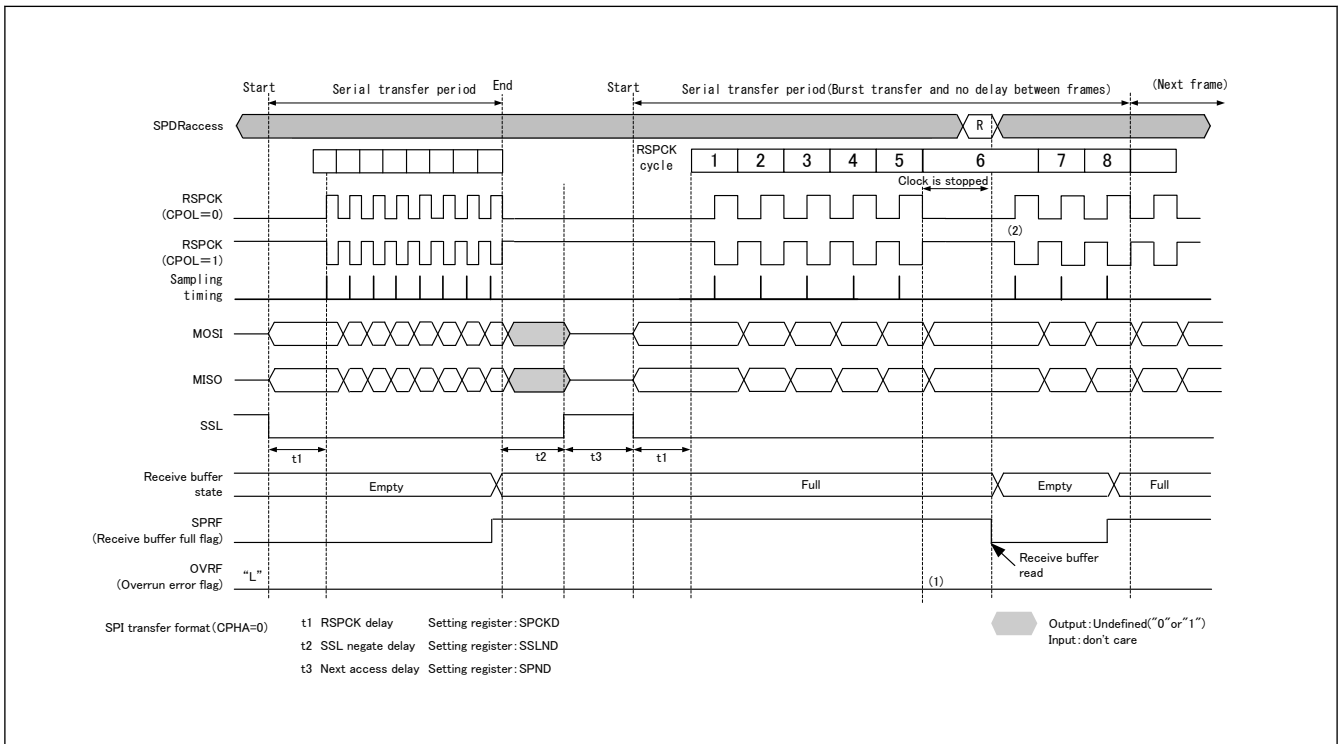 Start
Serial transfer period
End
Start
Serial transfer period(Burst transfer and no delay between frames)
(Next frame)
SPDRaccess
R
RSPCK
cycle
1 2 3 4 5 6 7 8
Clock is stopped
RSPCK
(CPOL=0)
(2)
RSPCK
(CPOL=1)
Sampling
timing
MOSI
MISO
SSL
t1
t2
t3
t1
Receive buffer
state
Empty
Full
Empty
Full
SPRF
(Receive buffer full flag)
Receive buffer
read
OVRF
(Overrun error flag)
“L”
(1)
SPI transfer format(CPHA=0)
t1 RSPCK delay Setting register:SPCKD
t2 SSL negate delay Setting register:SSLND
t3 Next access delay Setting register:SPND
Output:Undefined("0"or"1")
Input:don't care